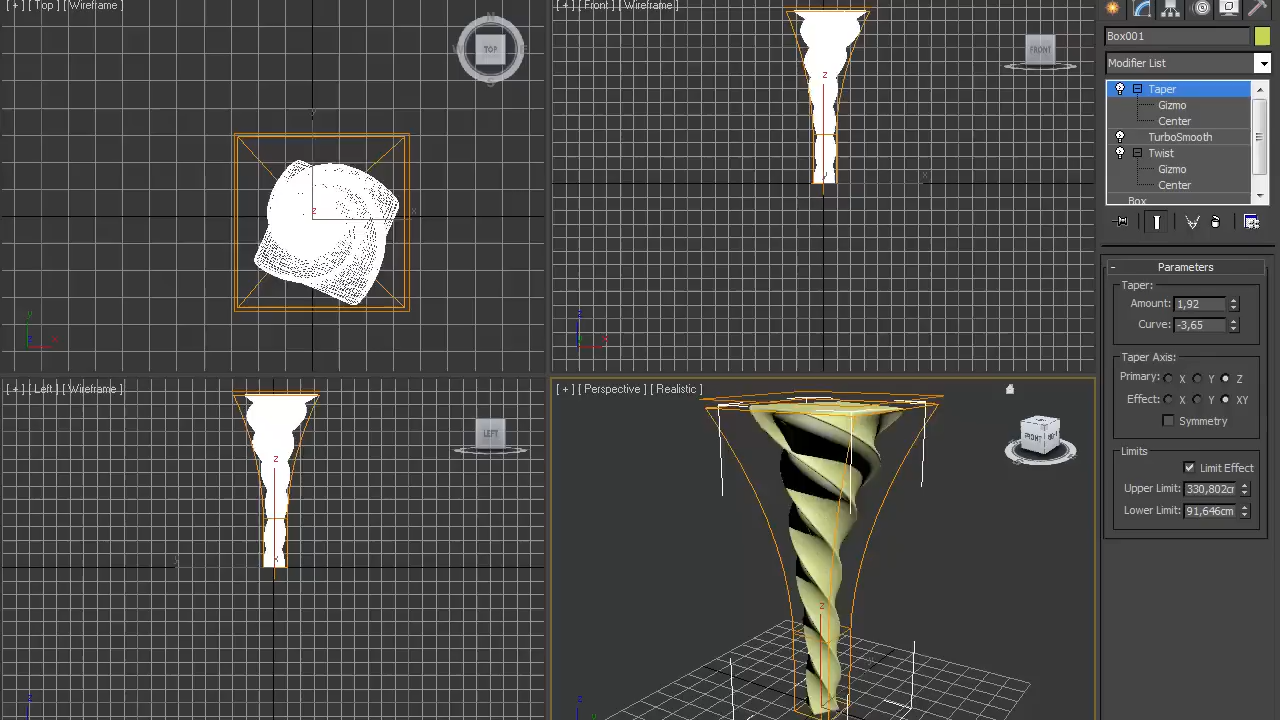 [ + ] [ Top ] [ Wireframe ]
N
TOP
S
y
x
z
y
x
[ + ] [ Front ] [ Wireframe ]
FRONT
z
x
z
x
[ + ] [ Left ] [ Wireframe ]
LEFT
z
y
z
[ + ] [ Perspective ] [ Realistic ]
FRONT
z
z
y
Box001
Modifier List
Taper
Gizmo
Center
TurboSmooth
Twist
Gizmo
Center
Box
- Parameters
Taper:
Amount: 1,92
Curve: -3,65
Taper Axis:
Primary: X Y Z
Effect: X Y XY
Symmetry
Limits
Limit Effect
Upper Limit: 330,802cr
Lower Limit: 91,646cm